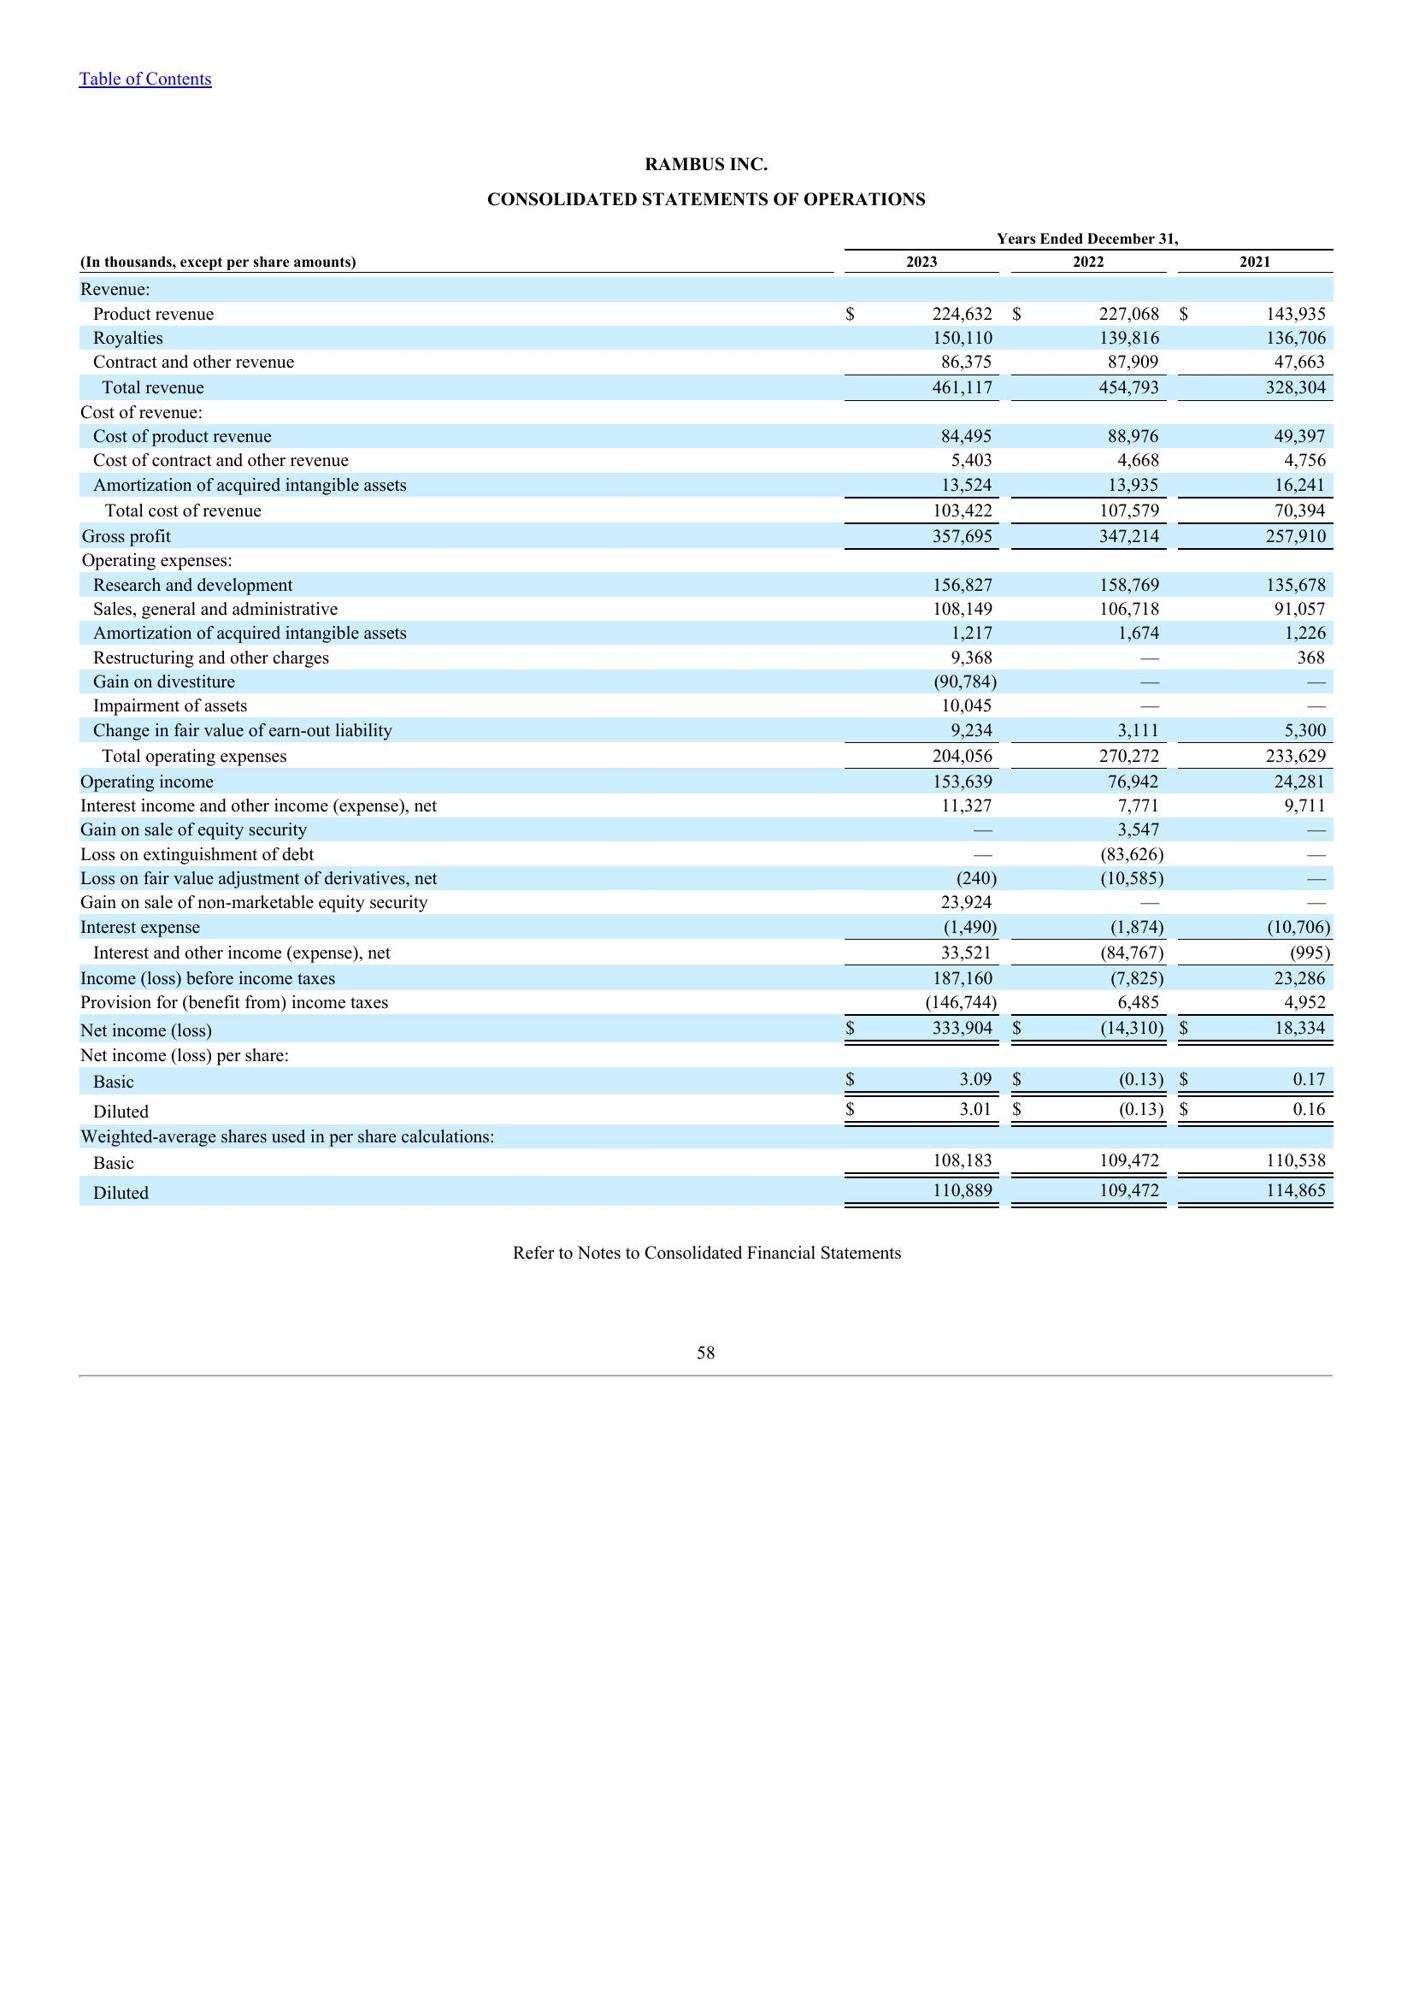 Table of Contents
RAMBUS INC.
CONSOLIDATED STATEMENTS OF OPERATIONS
Years Ended December 31,
(In thousands, except per share amounts) 2023 2022 2021
Revenue:
Product revenue $ 224,632 $ 227,068 $ 143,935
Royalties 150,110 139,816 136,706
Contract and other revenue 86,375 87,909 47,663
Total revenue 461,117 454,793 328,304
Cost of revenue:
Cost of product revenue 84,495 88,976 49,397
Cost of contract and other revenue 5,403 4,668 4,756
Amortization of acquired intangible assets 13,524 13,935 16,241
Total cost of revenue 103,422 107,579 70,394
Gross profit 357,695 347,214 257,910
Operating expenses:
Research and development 156,827 158,769 135,678
Sales, general and administrative 108,149 106,718 91,057
Amortization of acquired intangible assets 1,217 1,674 1,226
Restructuring and other charges 9,368 — 368
Gain on divestiture (90,784) — —
Impairment of assets 10,045 — —
Change in fair value of earn-out liability 9,234 3,111 5,300
Total operating expenses 204,056 270,272 233,629
Operating income 153,639 76,942 24,281
Interest income and other income (expense), net 11,327 7,771 9,711
Gain on sale of equity security — 3,547 —
Loss on extinguishment of debt — (83,626) —
Loss on fair value adjustment of derivatives, net (240) (10,585) —
Gain on sale of non-marketable equity security 23,924 — —
Interest expense (1,490) (1,874) (10,706)
Interest and other income (expense), net 33,521 (84,767) (995)
Income (loss) before income taxes 187,160 (7,825) 23,286
Provision for (benefit from) income taxes (146,744) 6,485 4,952
Net income (loss) $ 333,904 $ (14,310) $ 18,334
Net income (loss) per share:
Basic $ 3.09 $ (0.13) $ 0.17
Diluted $ 3.01 $ (0.13) $ 0.16
Weighted-average shares used in per share calculations:
Basic 108,183 109,472 110,538
Diluted 110,889 109,472 114,865
Refer to Notes to Consolidated Financial Statements
58